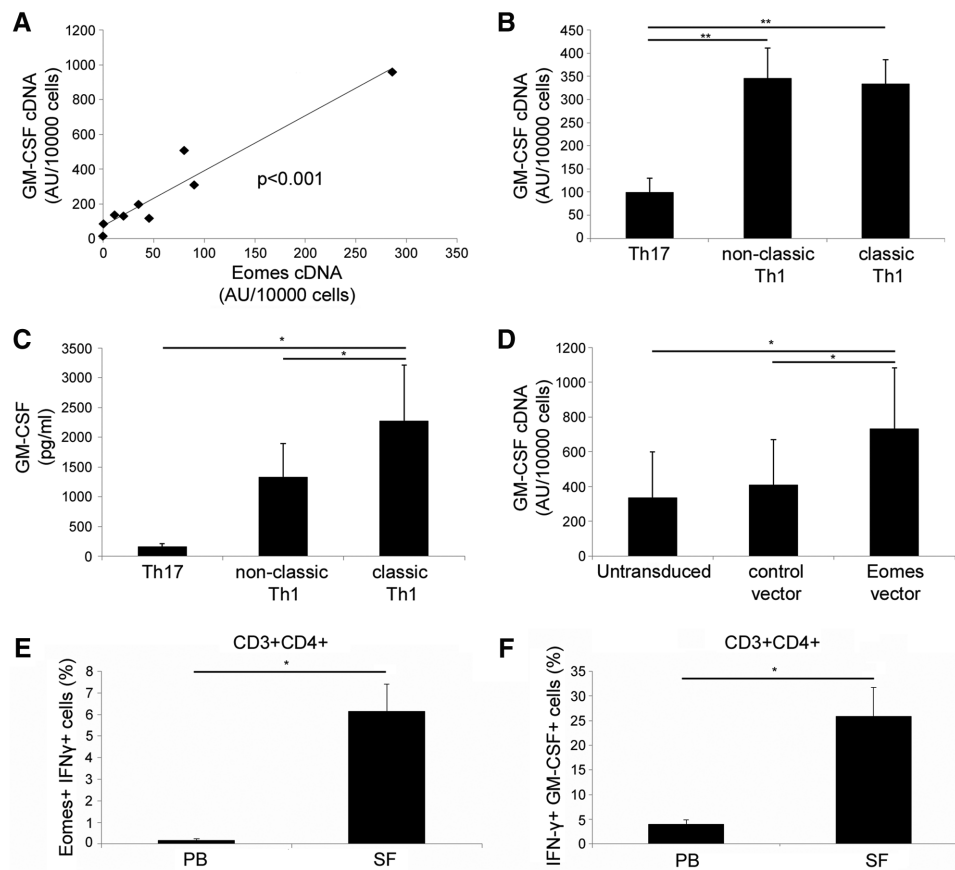 A
GM-CSF cDNA
(AU/10000 cells)
1200
1000
800
600
400
200
0
p<0.001
0
50
100
150
200
250
300
350
Eomes cDNA
(AU/10000 cells)
B
GM-CSF cDNA
(AU/10000 cells)
450
400
350
300
250
200
150
100
50
0
**
**
Th17
non-classic
Th1
classic
Th1
C
GM-CSF
(pg/ml)
3500
3000
2500
2000
1500
1000
500
0
*
*
Th17
non-classic
Th1
classic
Th1
D
GM-CSF cDNA
(AU/10000 cells)
1200
1000
800
600
400
200
0
*
*
Untransduced
control
vector
Eomes
vector
E
CD3+CD4+
Eomes+ IFNγ+ cells (%)
8
7
6
5
4
3
2
1
0
*
PB
SF
F
CD3+CD4+
IFN-γ+ GM-CSF+ cells (%)
35
30
25
20
15
10
5
0
*
PB
SF